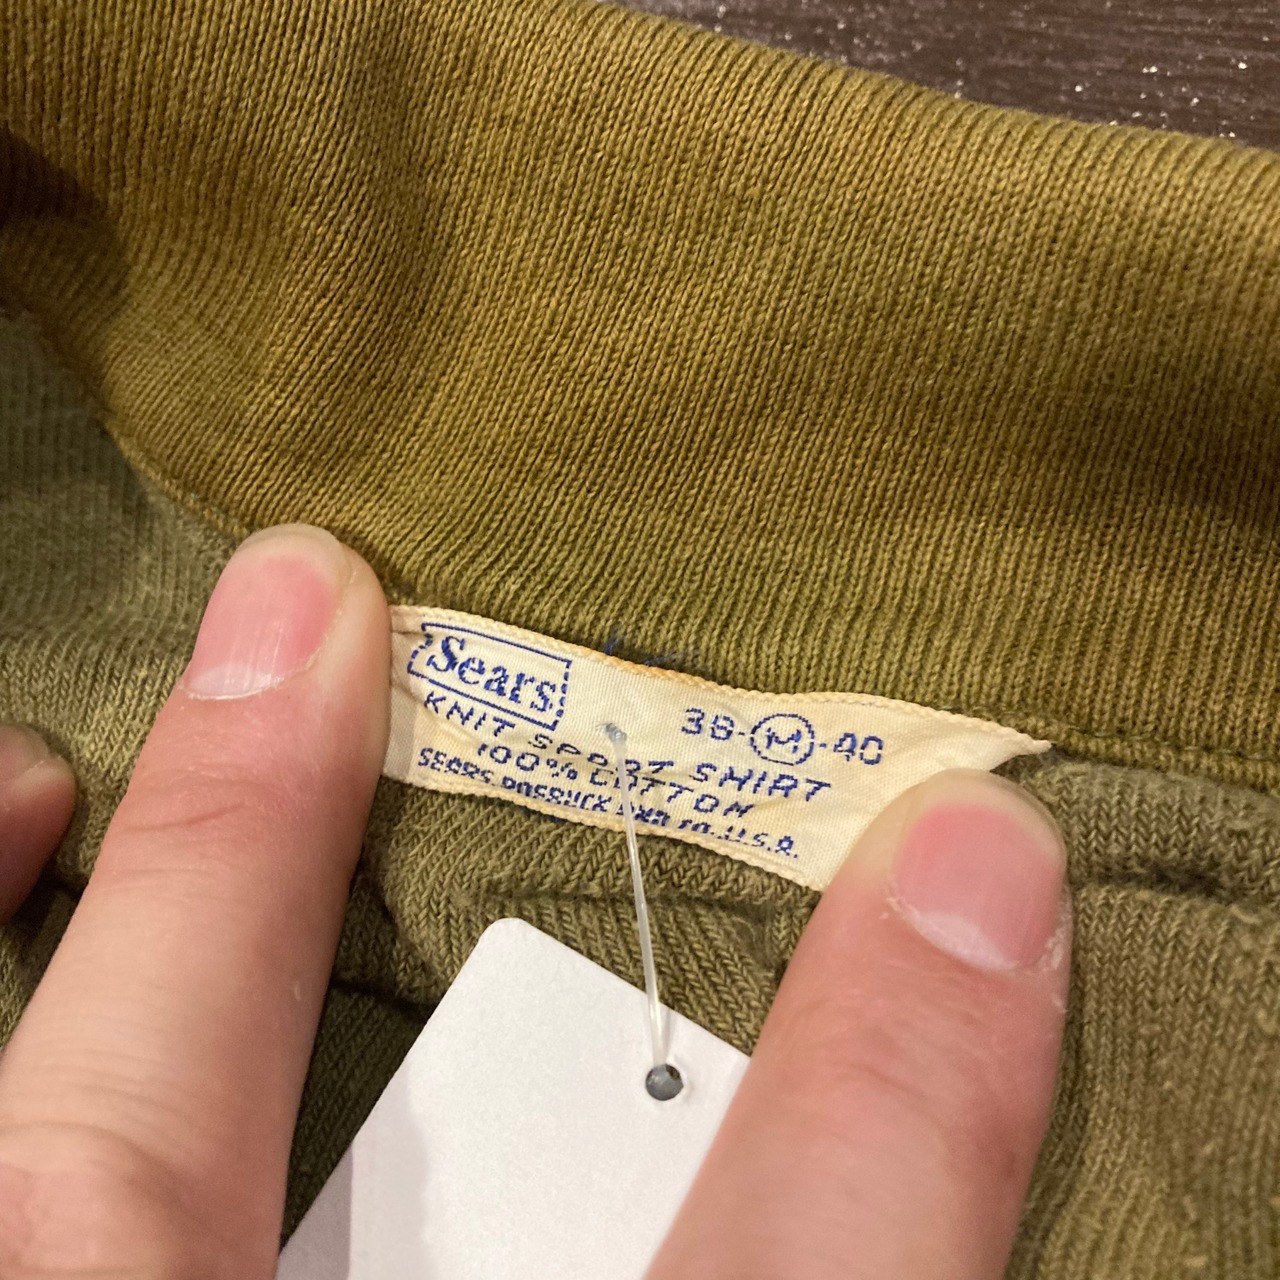 Sears
38-M-40
KNIT SPORT SHIRT
100% COTTON
SEARS, ROEBUCK AND CO. U.S.A.